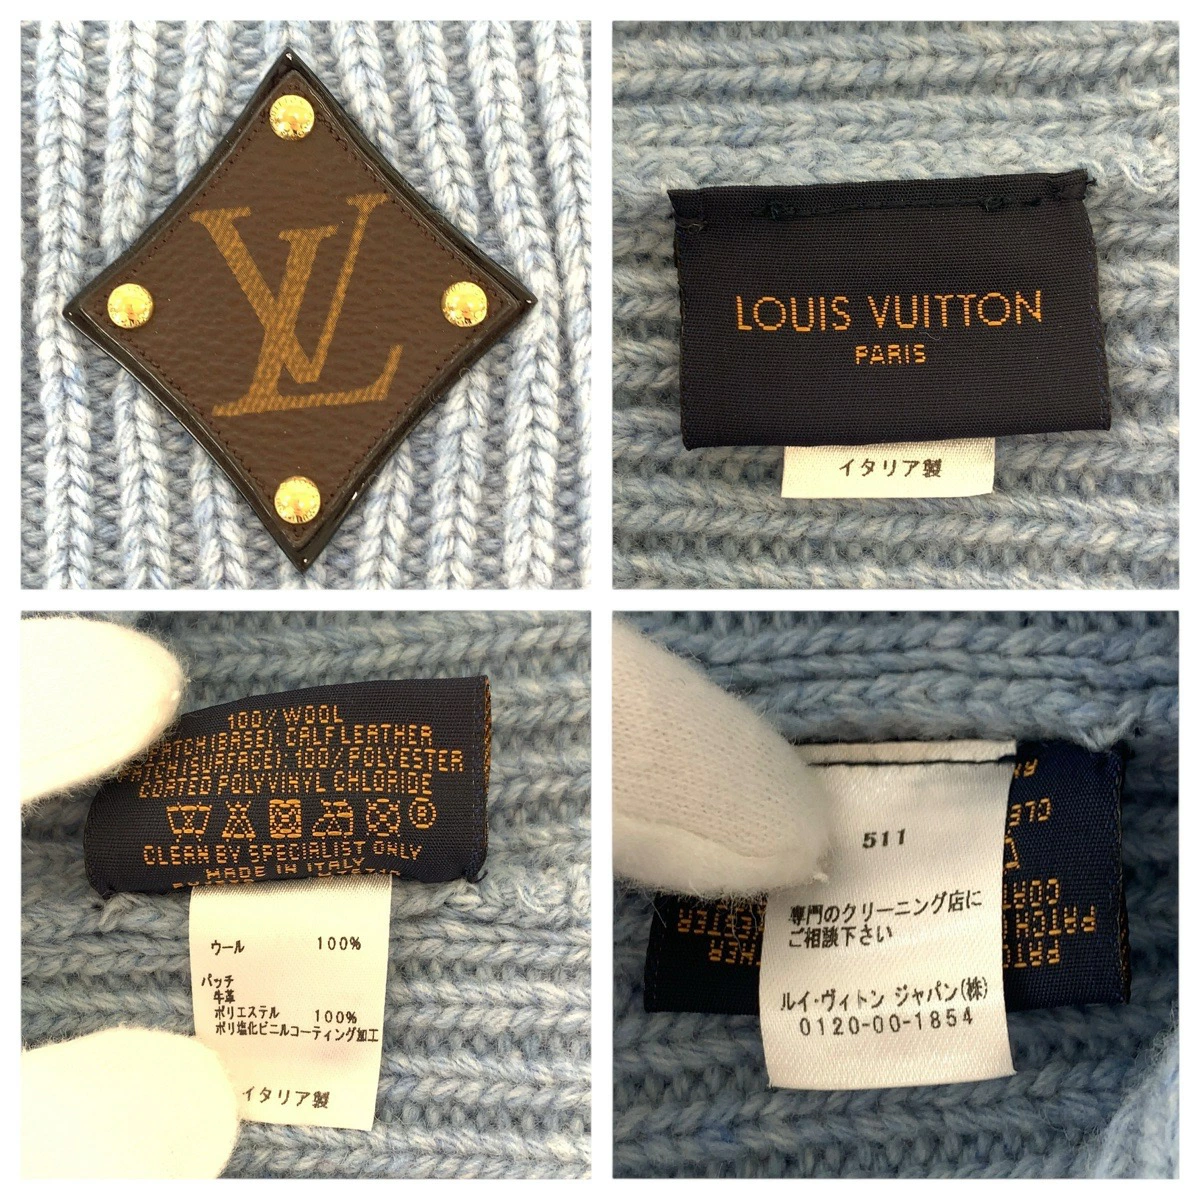 LV
LOUIS VUITTON
PARIS
イタリア製
100% WOOL
(BASE), CALF LEATHER
(SURFACE), 100% POLYESTER
COATED POLYVINYL CHLORIDE
CLEAN BY SPECIALIST ONLY
MADE IN ITALY
ウール 100%
パッチ
牛革
ポリエステル 100%
ポリ塩化ビニルコーティング加工
イタリア製
511
専門のクリーニング店に
ご相談下さい
ルイ・ヴィトン ジャパン(株)
0120-00-1854